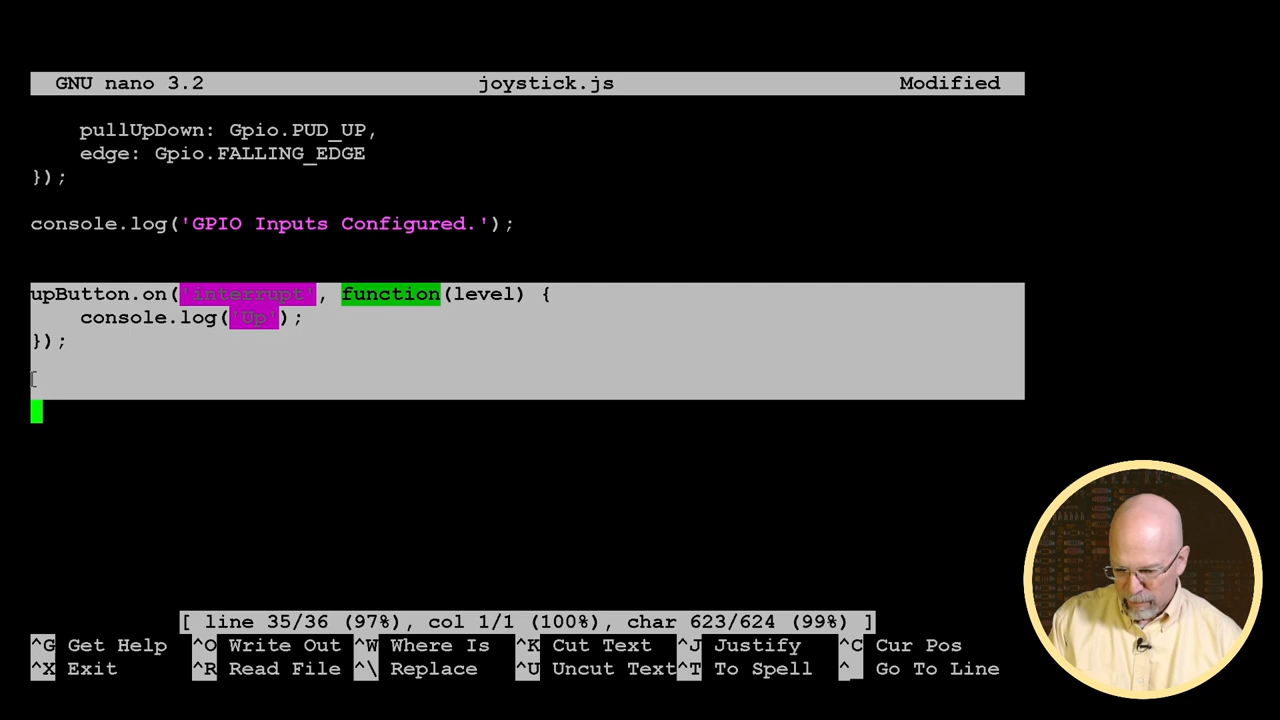 GNU nano 3.2 joystick.js Modified
pullUpDown: Gpio.PUD_UP,
edge: Gpio.FALLING_EDGE
});
console.log('GPIO Inputs Configured.');
upButton.on('interrupt', function(level) {
console.log('Up');
});
[ line 35/36 (97%), col 1/1 (100%), char 623/624 (99%) ]
^G Get Help ^O Write Out ^W Where Is ^K Cut Text ^J Justify ^C Cur Pos
^X Exit ^R Read File ^\ Replace ^U Uncut Text ^T To Spell ^_ Go To Line